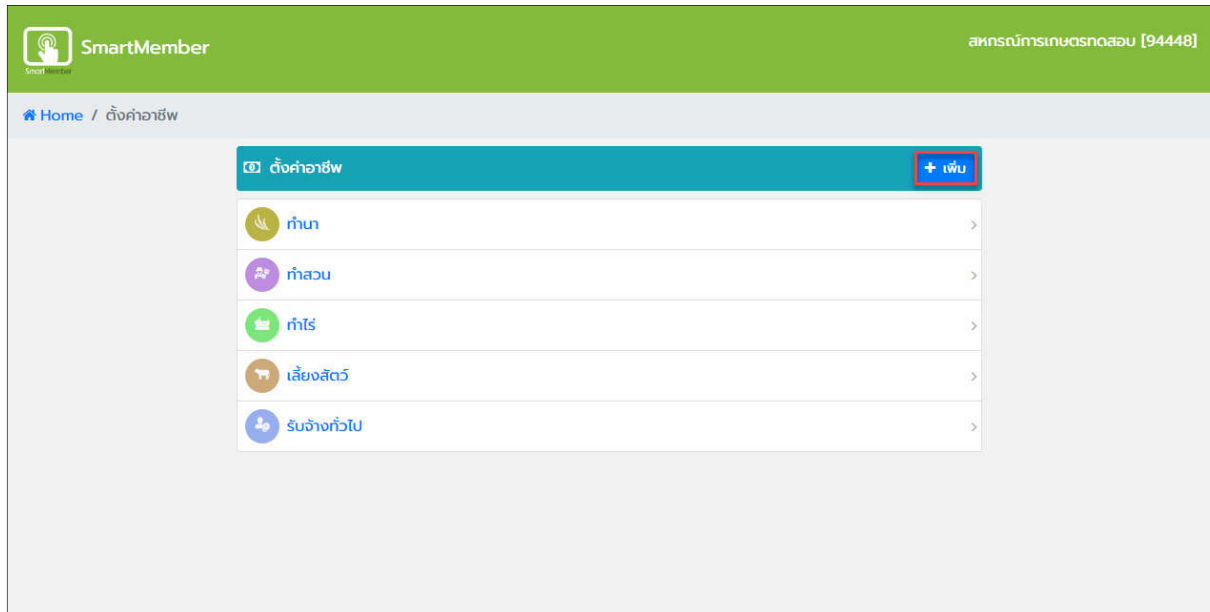 SmartMember
สหกรณ์การเกษตรทดสอบ [94448]
SmartMember
Home / ตั้งค่าอาชีพ
ตั้งค่าอาชีพ
+ เพิ่ม
ทำนา
ทำสวน
ทำไร่
เลี้ยงสัตว์
รับจ้างทั่วไป